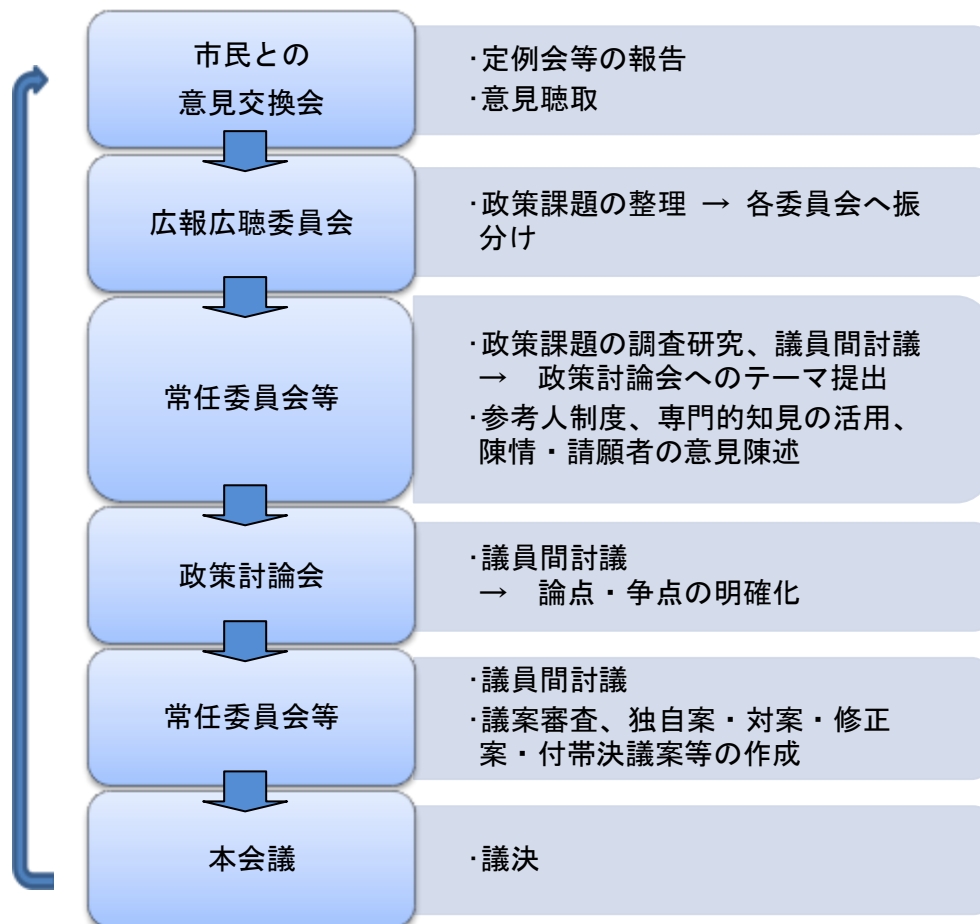 市民との
意見交換会
・定例会等の報告
・意見聴取
広報広聴委員会
・政策課題の整理 → 各委員会へ振
分け
常任委員会等
・政策課題の調査研究、議員間討議
→ 政策討論会へのテーマ提出
・参考人制度、専門的知見の活用、
陳情・請願者の意見陳述
政策討論会
・議員間討議
→ 論点・争点の明確化
常任委員会等
・議員間討議
・議案審査、独自案・対案・修正
案・付帯決議案等の作成
本会議
・議決